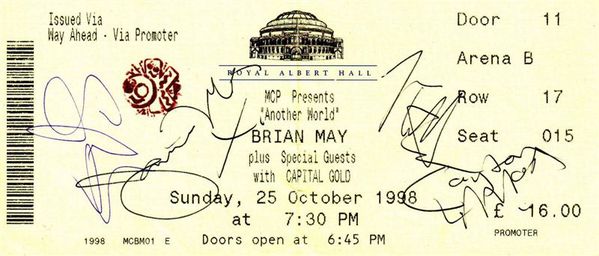 Issued Via
Way Ahead - Via Promoter
ROYAL ALBERT HALL
MCP Presents
"Another World"
BRIAN MAY
plus Special Guests
with CAPITAL GOLD
Sunday, 25 October 1998
at 7:30 PM
1998 MCBM01 E Doors open at 6:45 PM
Door 11
Arena B
Row 17
Seat 015
£ -16.00
PROMOTER